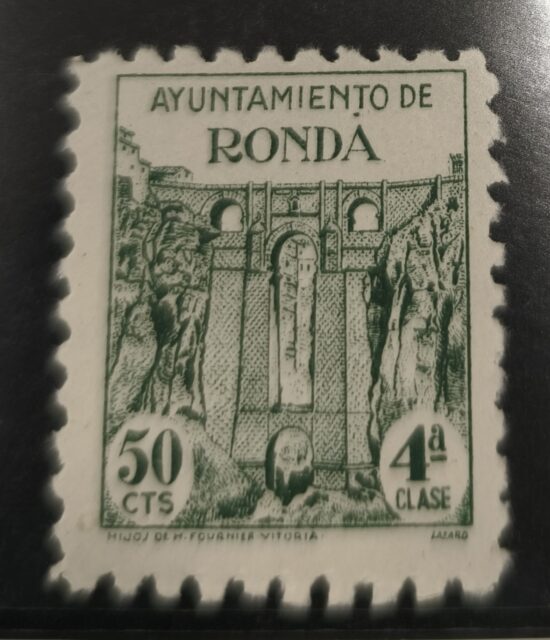 AYUNTAMIENTO DE
RONDA
50
CTS
4ª
CLASE
HIJOS DE H. FOURNIER VITORIA.
LAZARO